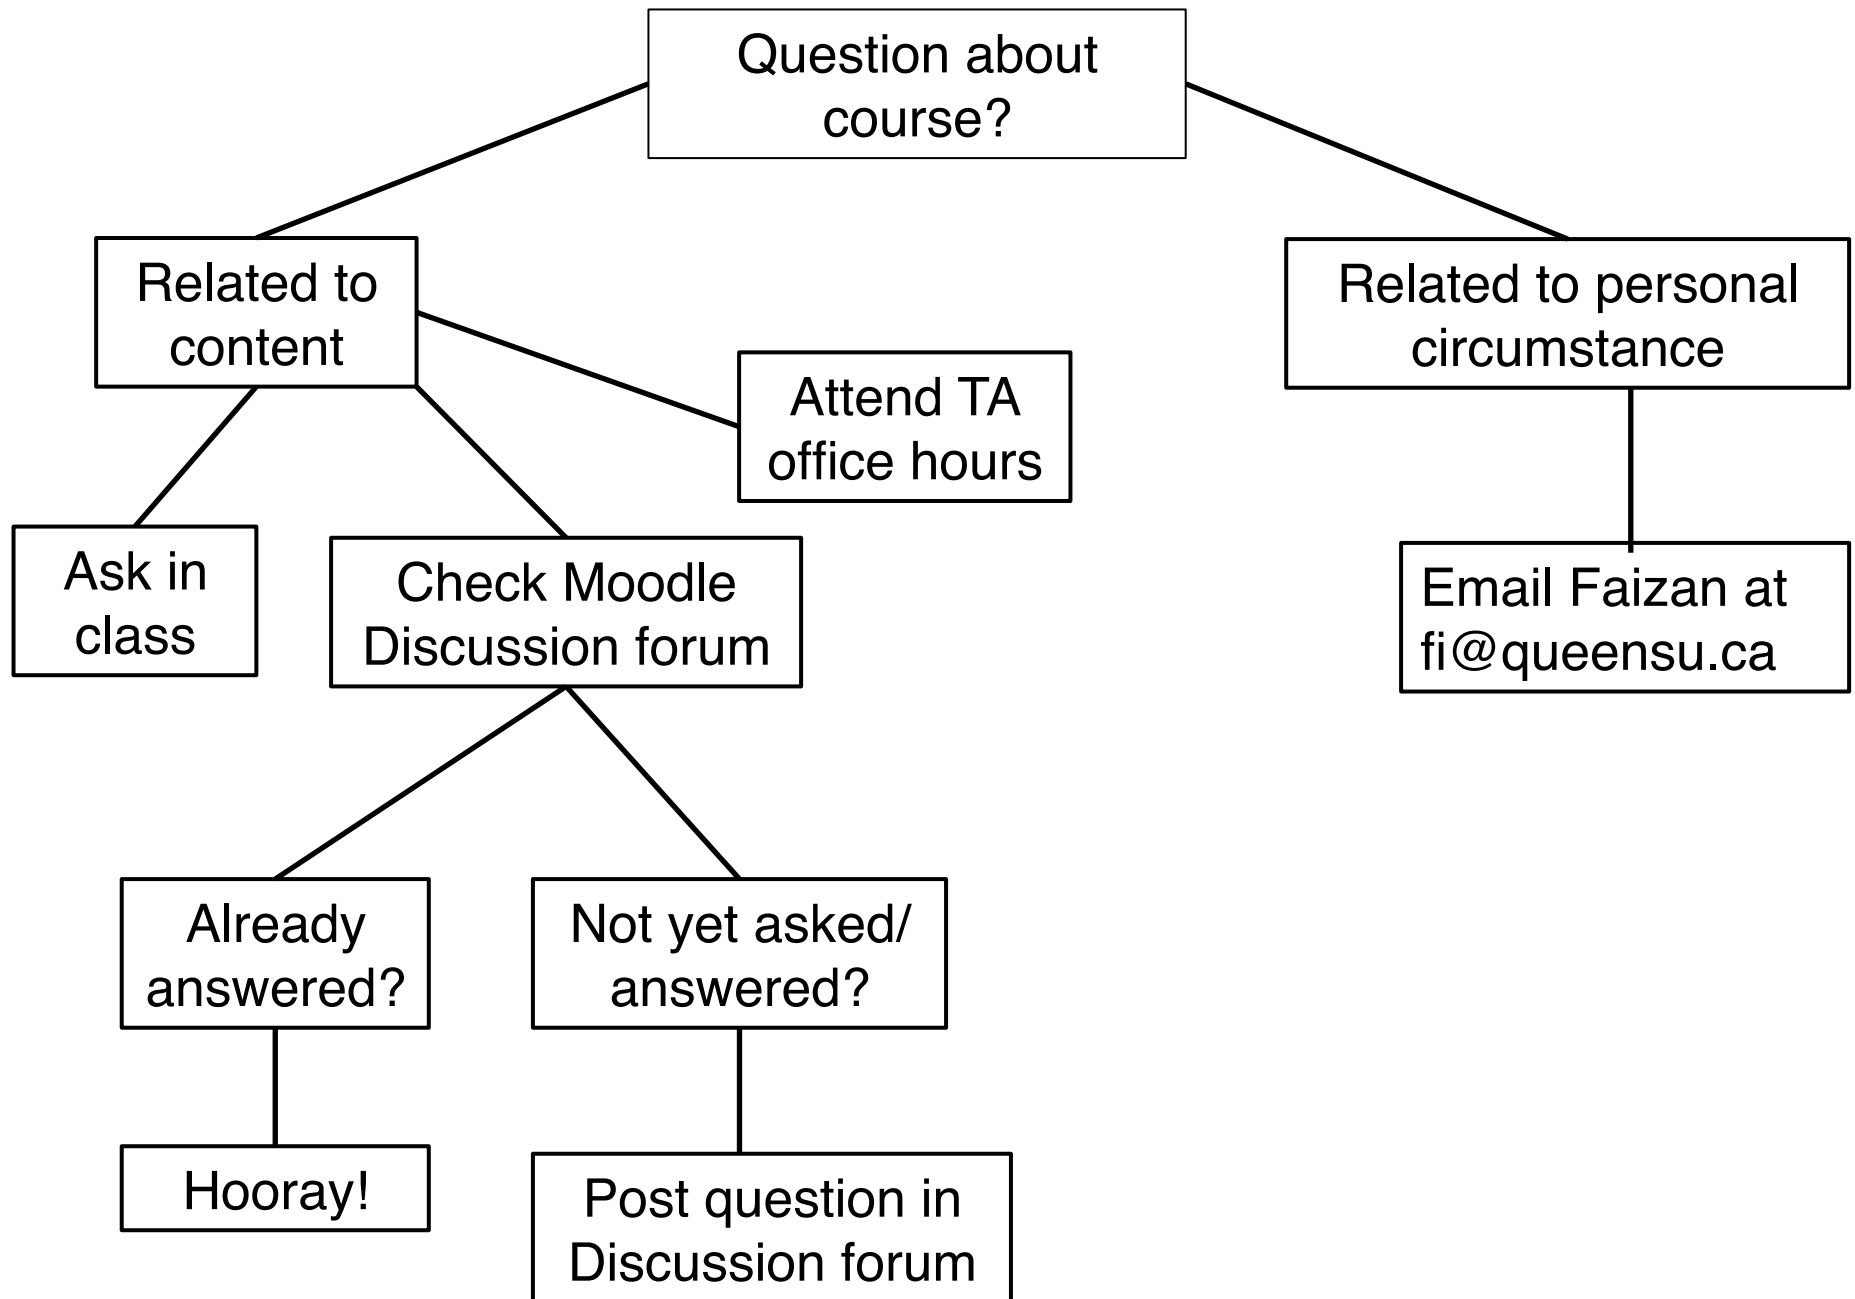 Question about
course?
Related to
content
Related to personal
circumstance
Attend TA
office hours
Ask in
class
Check Moodle
Discussion forum
Email Faizan at
fi@queensu.ca
Already
answered?
Not yet asked/
answered?
Hooray!
Post question in
Discussion forum